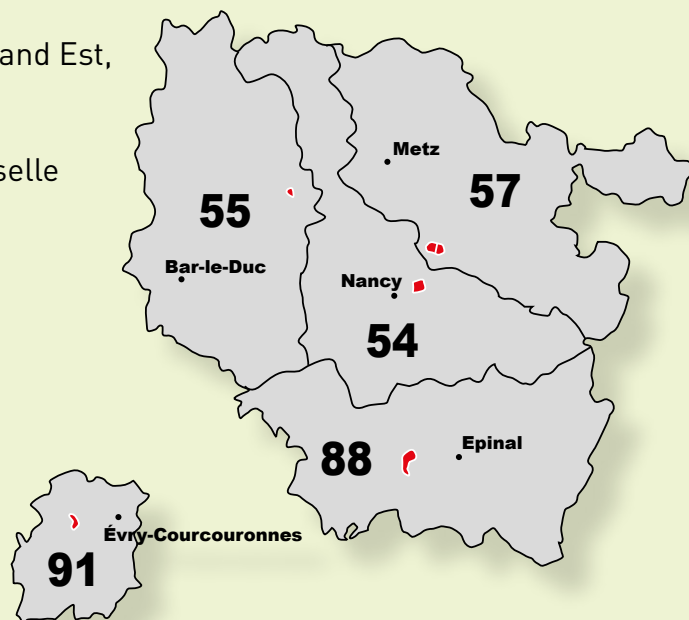 and Est,
selle
Metz
57
55
Bar-le-Duc
Nancy
54
88
Epinal
Évry-Courcouronnes
91